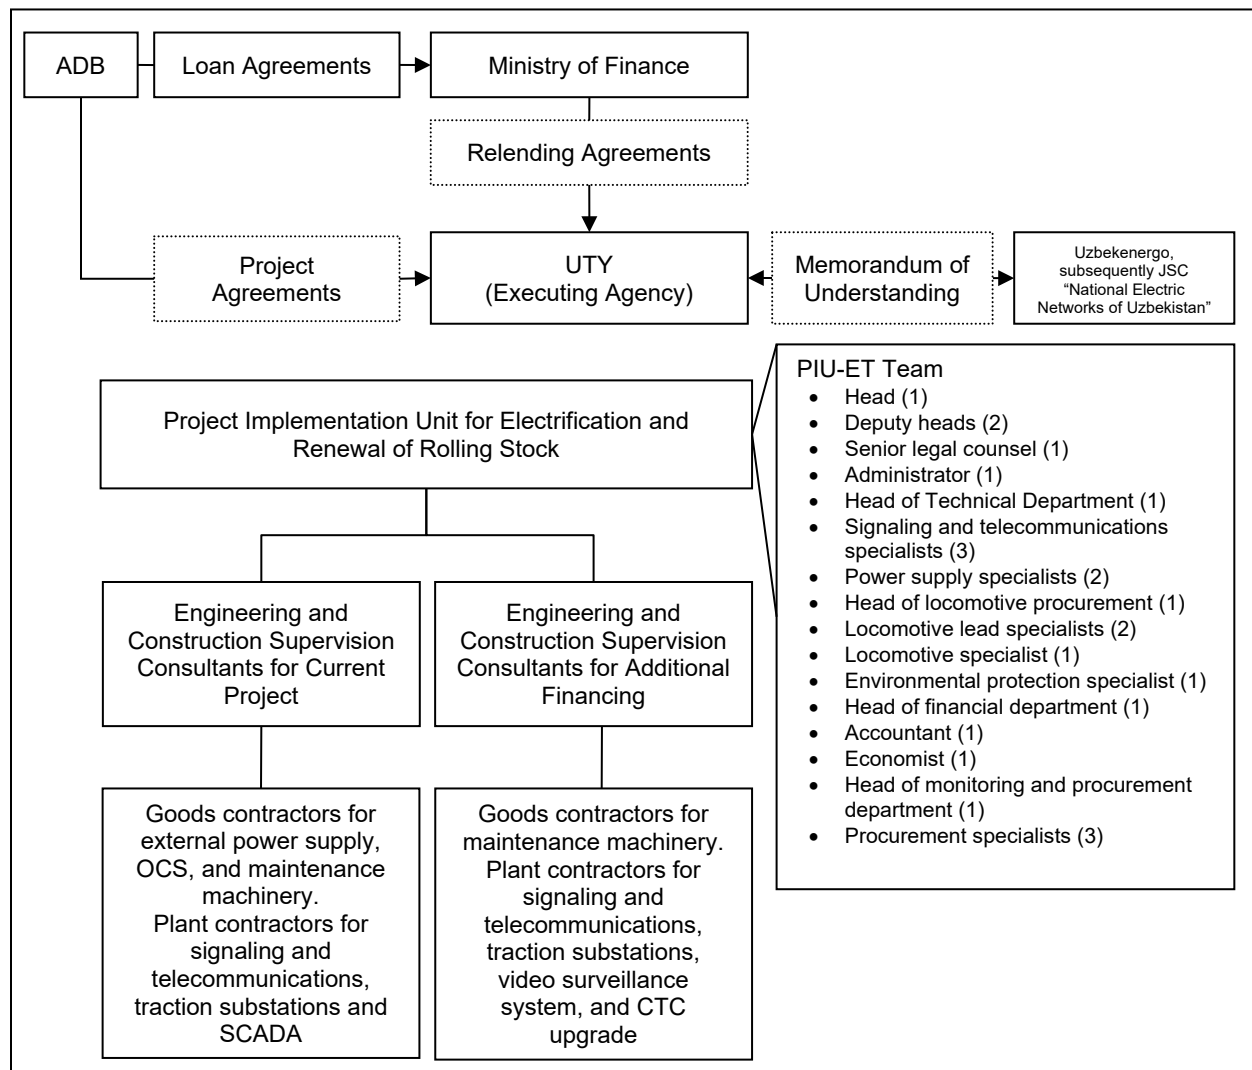 ADB
Loan Agreements
Ministry of Finance
Relending Agreements
Project
Agreements
UTY
(Executing Agency)
Memorandum of
Understanding
Uzbekenergo,
subsequently JSC
“National Electric
Networks of Uzbekistan”
Project Implementation Unit for Electrification and
Renewal of Rolling Stock
PIU-ET Team
• Head (1)
• Deputy heads (2)
• Senior legal counsel (1)
• Administrator (1)
• Head of Technical Department (1)
• Signaling and telecommunications
specialists (3)
• Power supply specialists (2)
• Head of locomotive procurement (1)
• Locomotive lead specialists (2)
• Locomotive specialist (1)
• Environmental protection specialist (1)
• Head of financial department (1)
• Accountant (1)
• Economist (1)
• Head of monitoring and procurement
department (1)
• Procurement specialists (3)
Engineering and
Construction Supervision
Consultants for Current
Project
Engineering and
Construction Supervision
Consultants for Additional
Financing
Goods contractors for
external power supply,
OCS, and maintenance
machinery.
Plant contractors for
signaling and
telecommunications,
traction substations and
SCADA
Goods contractors for
maintenance machinery.
Plant contractors for
signaling and
telecommunications,
traction substations,
video surveillance
system, and CTC
upgrade